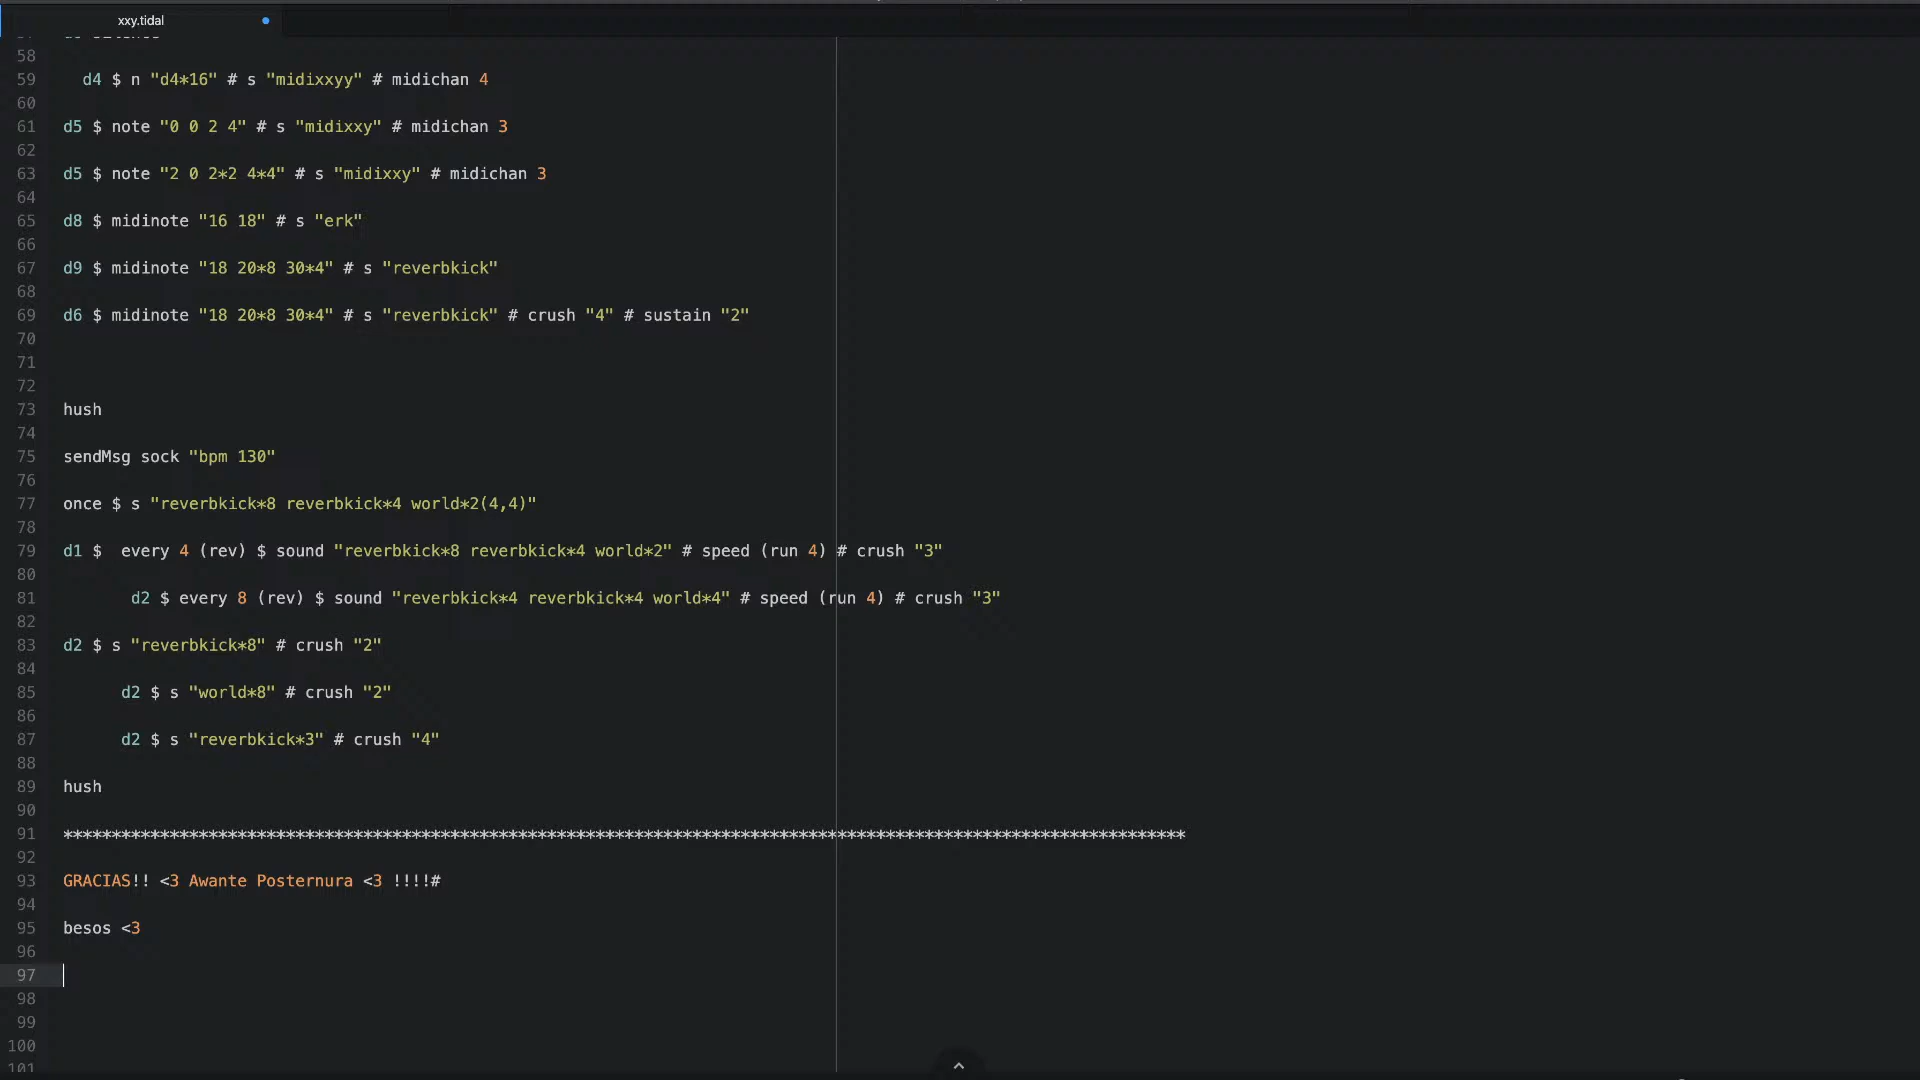 xxy.tidal
58
59 d4 $ n "d4*16" # s "midixxyy" # midichan 4
60
61 d5 $ note "0 0 2 4" # s "midixxy" # midichan 3
62
63 d5 $ note "2 0 2*2 4*4" # s "midixxy" # midichan 3
64
65 d8 $ midinote "16 18" # s "erk"
66
67 d9 $ midinote "18 20*8 30*4" # s "reverbkick"
68
69 d6 $ midinote "18 20*8 30*4" # s "reverbkick" # crush "4" # sustain "2"
70
71
72
73 hush
74
75 sendMsg sock "bpm 130"
76
77 once $ s "reverbkick*8 reverbkick*4 world*2(4,4)"
78
79 d1 $  every 4 (rev) $ sound "reverbkick*8 reverbkick*4 world*2" # speed (run 4) # crush "3"
80
81 d2 $ every 8 (rev) $ sound "reverbkick*4 reverbkick*4 world*4" # speed (run 4) # crush "3"
82
83 d2 $ s "reverbkick*8" # crush "2"
84
85 d2 $ s "world*8" # crush "2"
86
87 d2 $ s "reverbkick*3" # crush "4"
88
89 hush
90
91 ********************************************************************************************************************
92
93 GRACIAS!! <3 Awante Posternura <3 !!!!#
94
95 besos <3
96
97
98
99
100
101